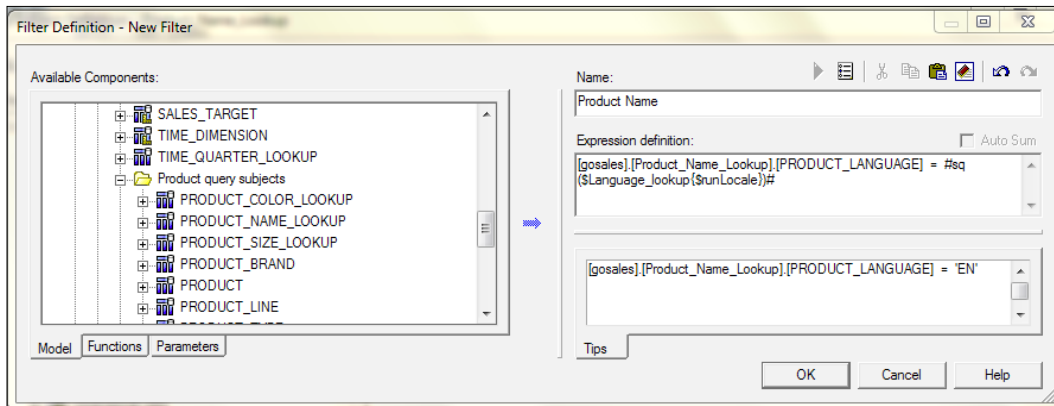 Filter Definition - New Filter
Available Components:
SALES_TARGET
TIME_DIMENSION
TIME_QUARTER_LOOKUP
Product query subjects
PRODUCT_COLOR_LOOKUP
PRODUCT_NAME_LOOKUP
PRODUCT_SIZE_LOOKUP
PRODUCT_BRAND
PRODUCT
PRODUCT_LINE
Model Functions Parameters
Name:
Product Name
Expression definition:
Auto Sum
[gosales].[Product_Name_Lookup].[PRODUCT_LANGUAGE] = #sq
($Language_lookup{$runLocale})#
[gosales].[Product_Name_Lookup].[PRODUCT_LANGUAGE] = 'EN'
Tips
OK Cancel Help